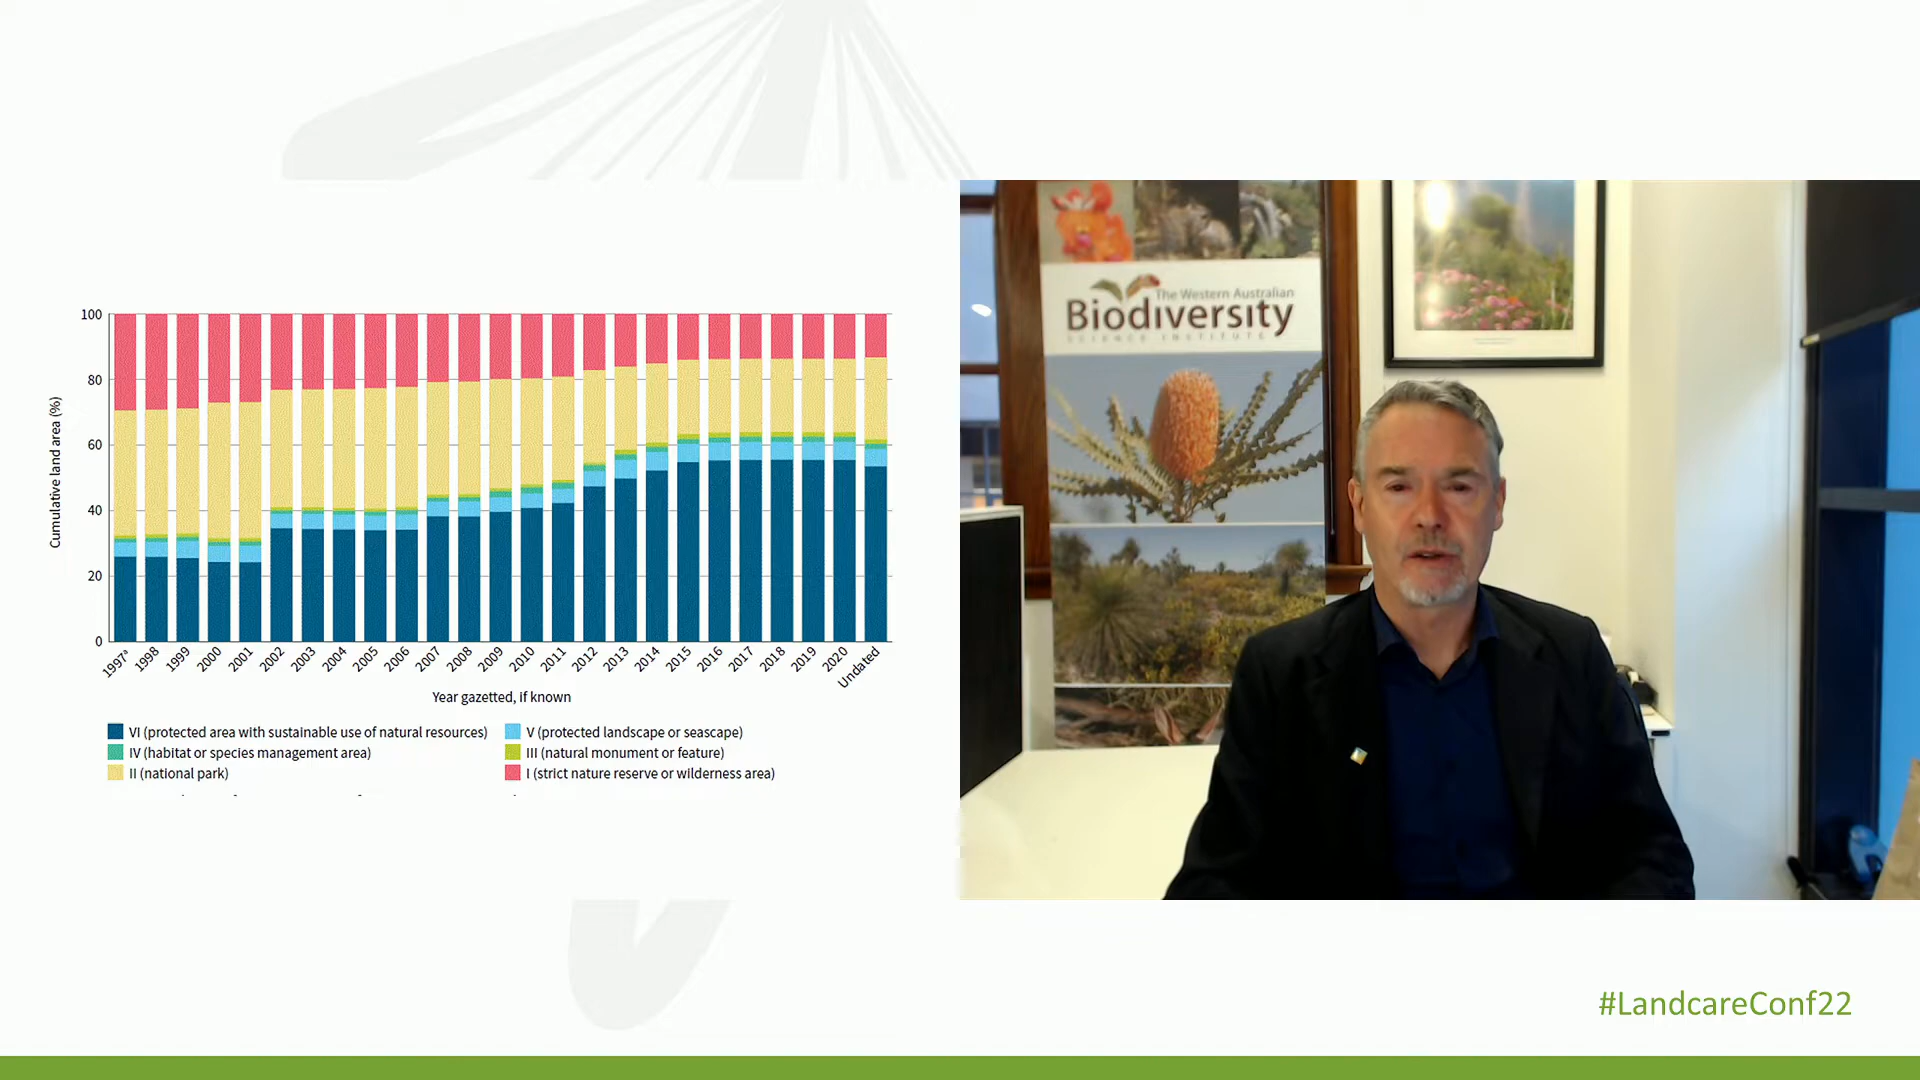 100
80
60
40
20
0
Cumulative land area (%)
1997ᵃ 1998 1999 2000 2001 2002 2003 2004 2005 2006 2007 2008 2009 2010 2011 2012 2013 2014 2015 2016 2017 2018 2019 2020 Undated
Year gazetted, if known
VI (protected area with sustainable use of natural resources)
V (protected landscape or seascape)
IV (habitat or species management area)
III (natural monument or feature)
II (national park)
I (strict nature reserve or wilderness area)
The Western Australian
Biodiversity
SCIENCE INSTITUTE
#LandcareConf22